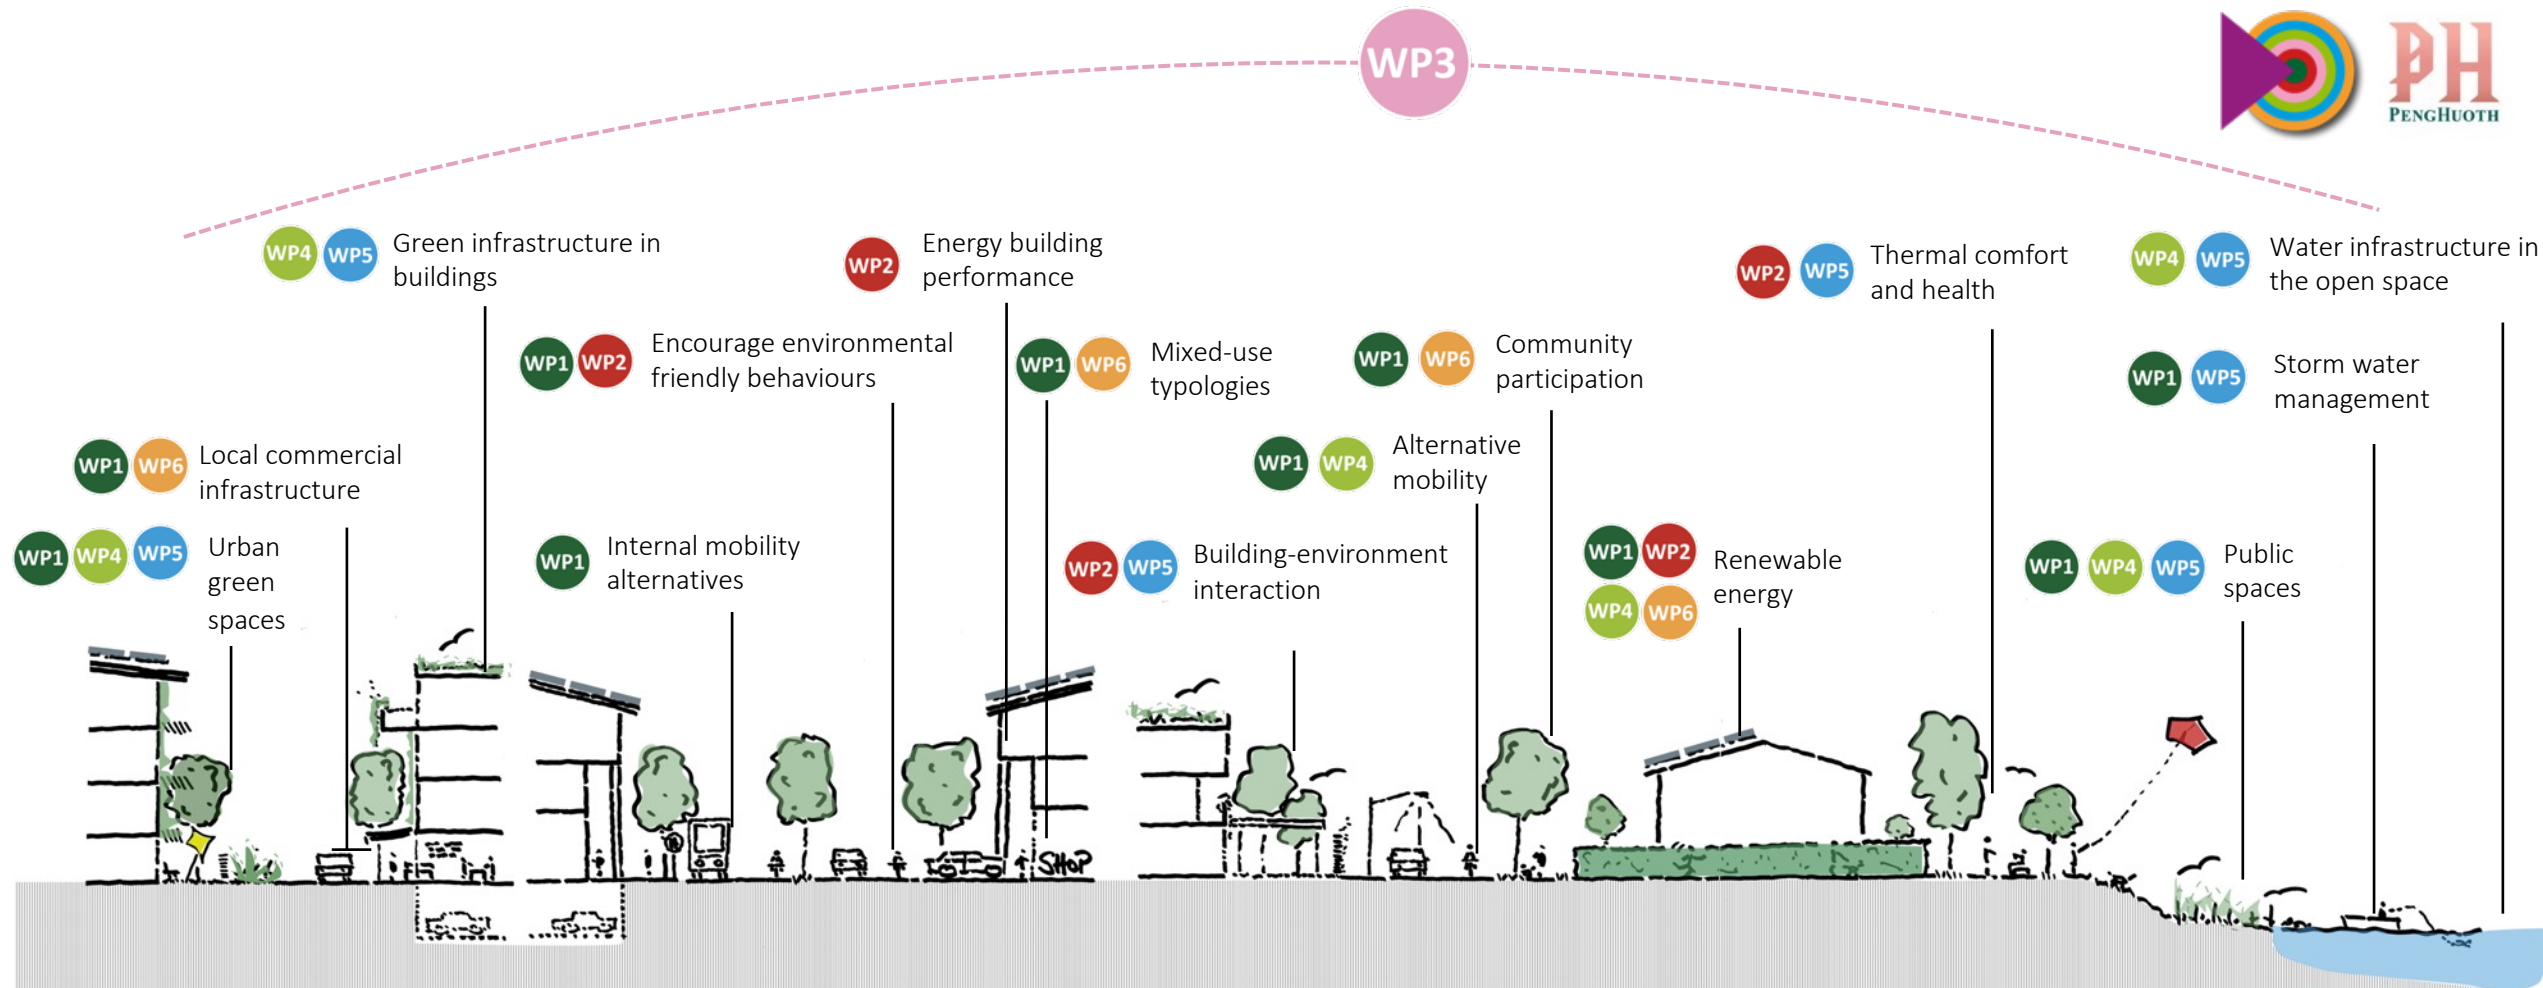 WP3
PH
PENGHUOTH
WP4 WP5 Green infrastructure in
buildings
WP2 Energy building
performance
WP2 WP5 Thermal comfort
and health
WP4 WP5 Water infrastructure in
the open space
WP1 WP2 Encourage environmental
friendly behaviours
WP1 WP6 Mixed-use
typologies
WP1 WP6 Community
participation
WP1 WP5 Storm water
management
WP1 WP6 Local commercial
infrastructure
WP1 WP4 Alternative
mobility
WP1 WP4 WP5 Urban
green
spaces
WP1 Internal mobility
alternatives
WP2 WP5 Building-environment
interaction
WP1 WP2 Renewable
WP4 WP6 energy
WP1 WP4 WP5 Public
spaces
SHOP